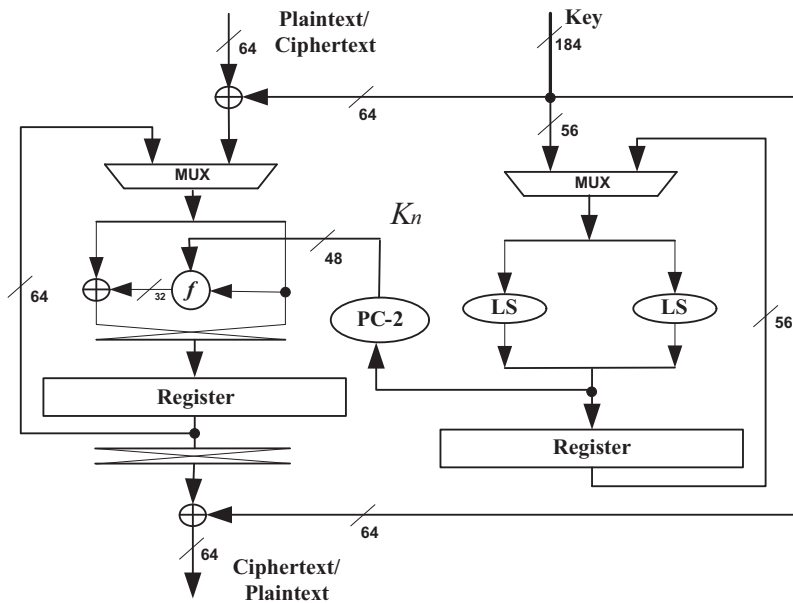 Plaintext/
Ciphertext
64
Key
184
64
56
MUX
MUX
Kn
48
64
f
32
PC-2
LS
LS
56
Register
Register
64
64
Ciphertext/
Plaintext